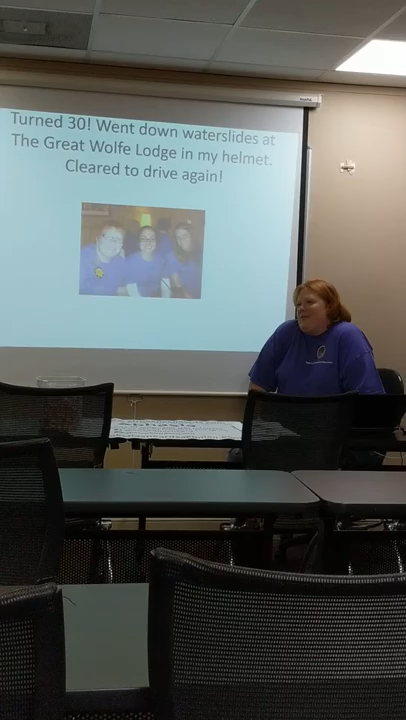 Turned 30! Went down waterslides at
The Great Wolfe Lodge in my helmet.
Cleared to drive again!